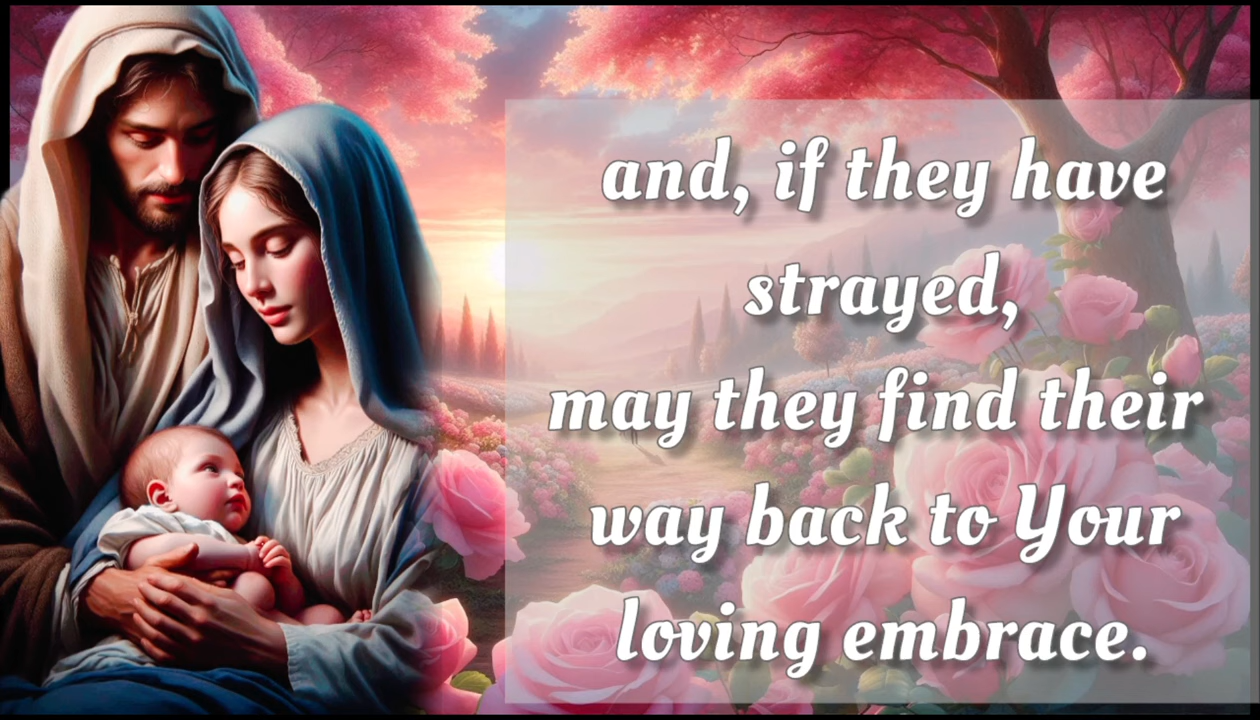 and, if they have
strayed,
may they find their
way back to Your
loving embrace.